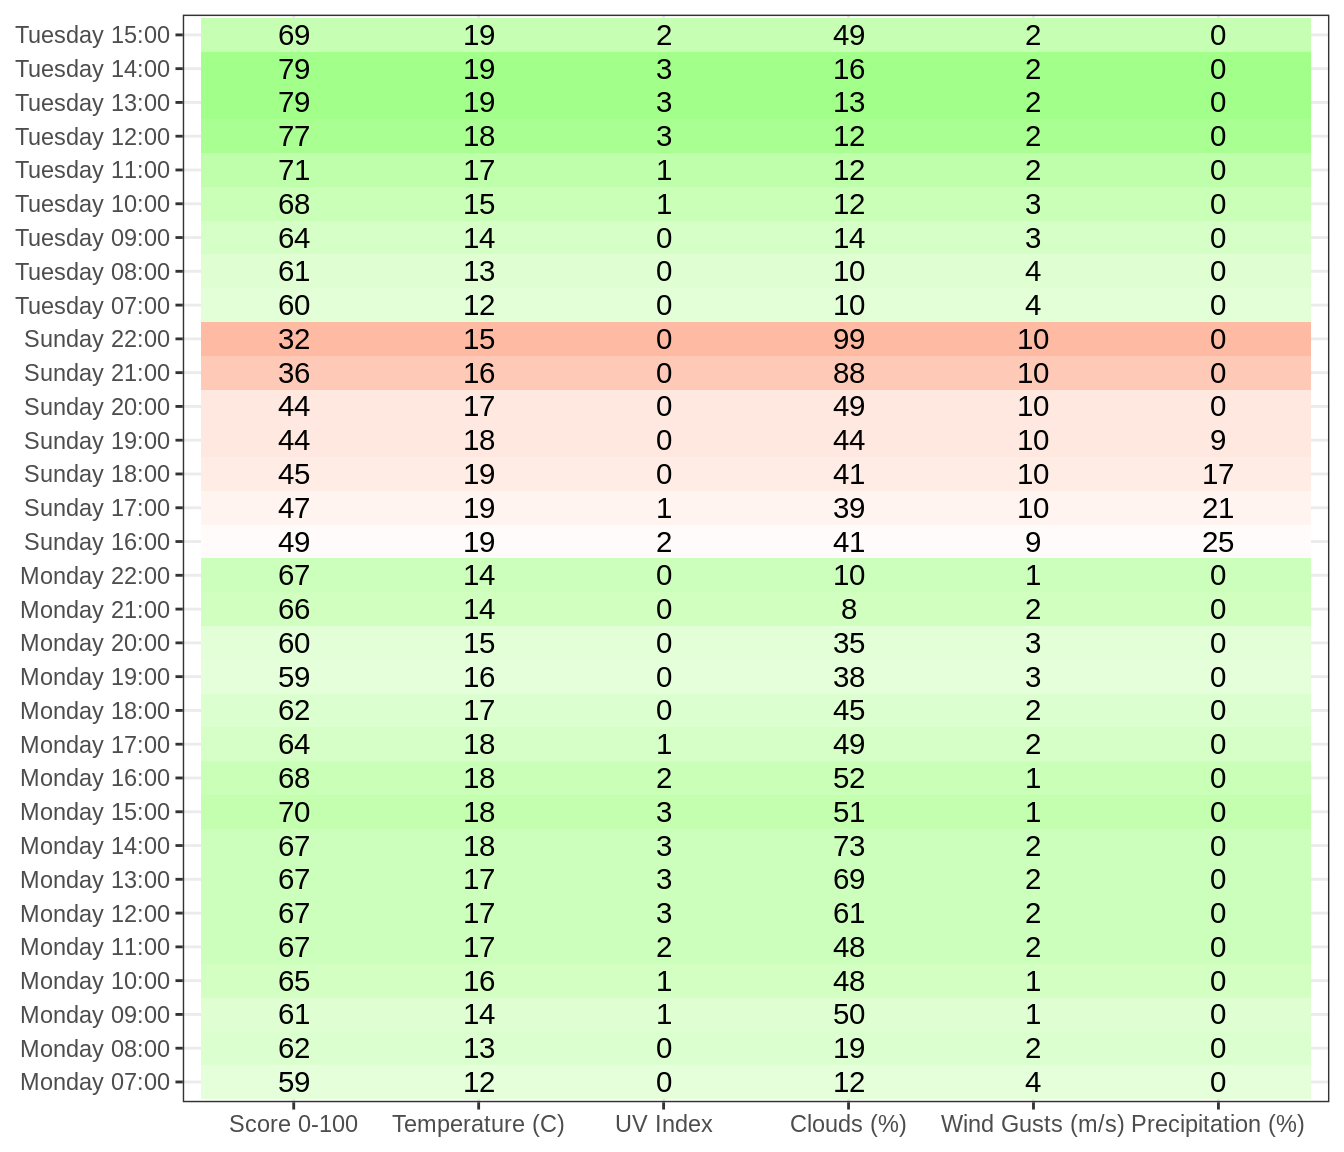 Tuesday 15:00 69 19 2 49 2 0
Tuesday 14:00 79 19 3 16 2 0
Tuesday 13:00 79 19 3 13 2 0
Tuesday 12:00 77 18 3 12 2 0
Tuesday 11:00 71 17 1 12 2 0
Tuesday 10:00 68 15 1 12 3 0
Tuesday 09:00 64 14 0 14 3 0
Tuesday 08:00 61 13 0 10 4 0
Tuesday 07:00 60 12 0 10 4 0
Sunday 22:00 32 15 0 99 10 0
Sunday 21:00 36 16 0 88 10 0
Sunday 20:00 44 17 0 49 10 0
Sunday 19:00 44 18 0 44 10 9
Sunday 18:00 45 19 0 41 10 17
Sunday 17:00 47 19 1 39 10 21
Sunday 16:00 49 19 2 41 9 25
Monday 22:00 67 14 0 10 1 0
Monday 21:00 66 14 0 8 2 0
Monday 20:00 60 15 0 35 3 0
Monday 19:00 59 16 0 38 3 0
Monday 18:00 62 17 0 45 2 0
Monday 17:00 64 18 1 49 2 0
Monday 16:00 68 18 2 52 1 0
Monday 15:00 70 18 3 51 1 0
Monday 14:00 67 18 3 73 2 0
Monday 13:00 67 17 3 69 2 0
Monday 12:00 67 17 3 61 2 0
Monday 11:00 67 17 2 48 2 0
Monday 10:00 65 16 1 48 1 0
Monday 09:00 61 14 1 50 1 0
Monday 08:00 62 13 0 19 2 0
Monday 07:00 59 12 0 12 4 0
Score 0-100 Temperature (C) UV Index Clouds (%) Wind Gusts (m/s) Precipitation (%)